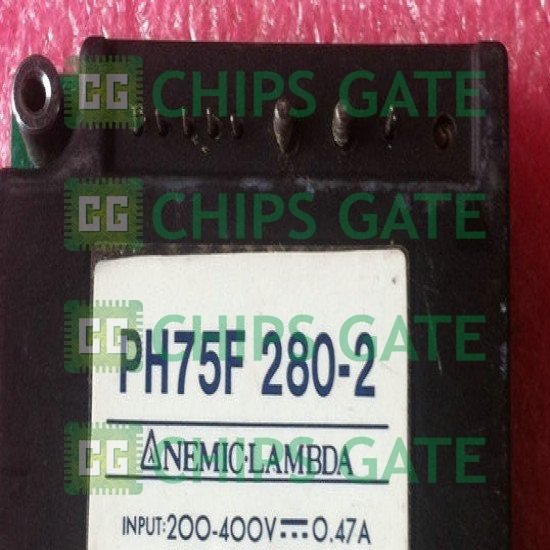 CG CHIPS GATE
CG CHIPS GATE
CG CHIPS GATE
PH75F 280-2
CG CHIPS GATE
NEMIC·LAMBDA
INPUT:200-400V⎓0.47A